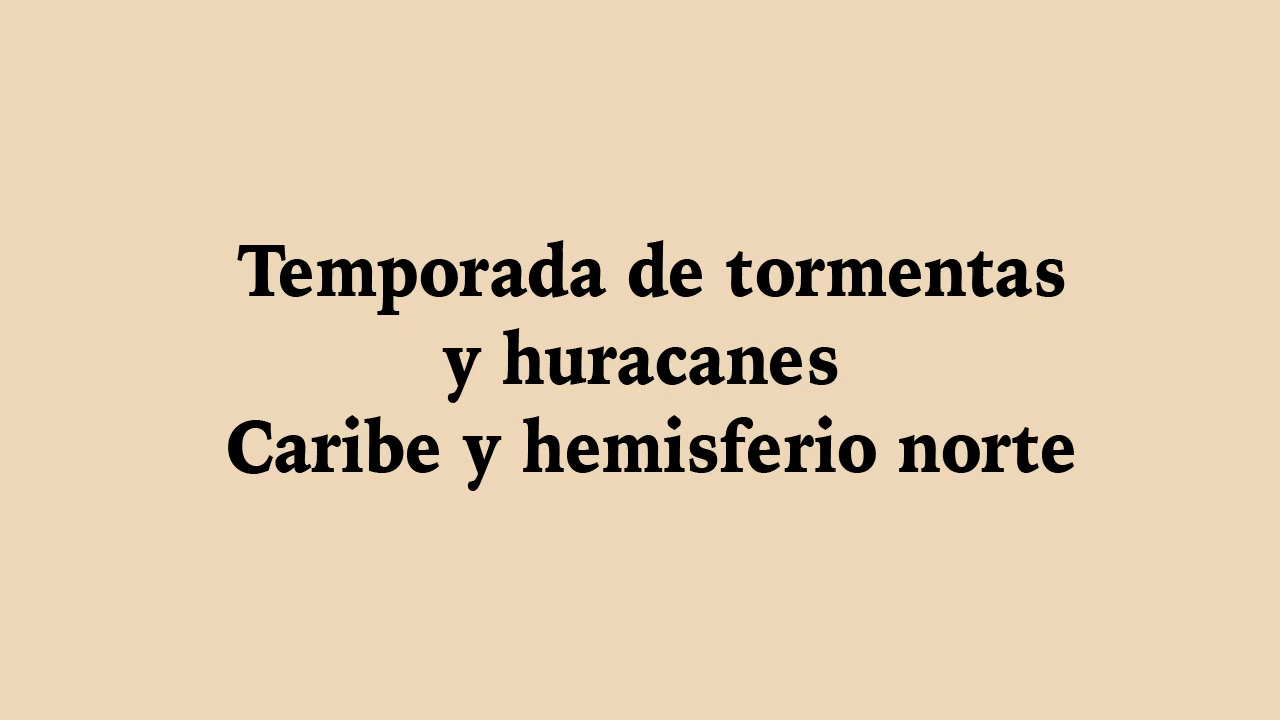 Temporada de tormentas
y huracanes
Caribe y hemisferio norte